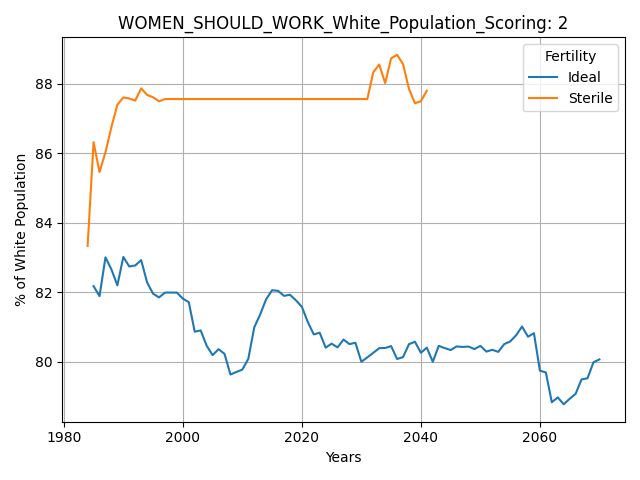 WOMEN_SHOULD_WORK_White_Population_Scoring: 2
Fertility
Ideal
Sterile
% of White Population
88
86
84
82
80
1980
2000
2020
2040
2060
Years